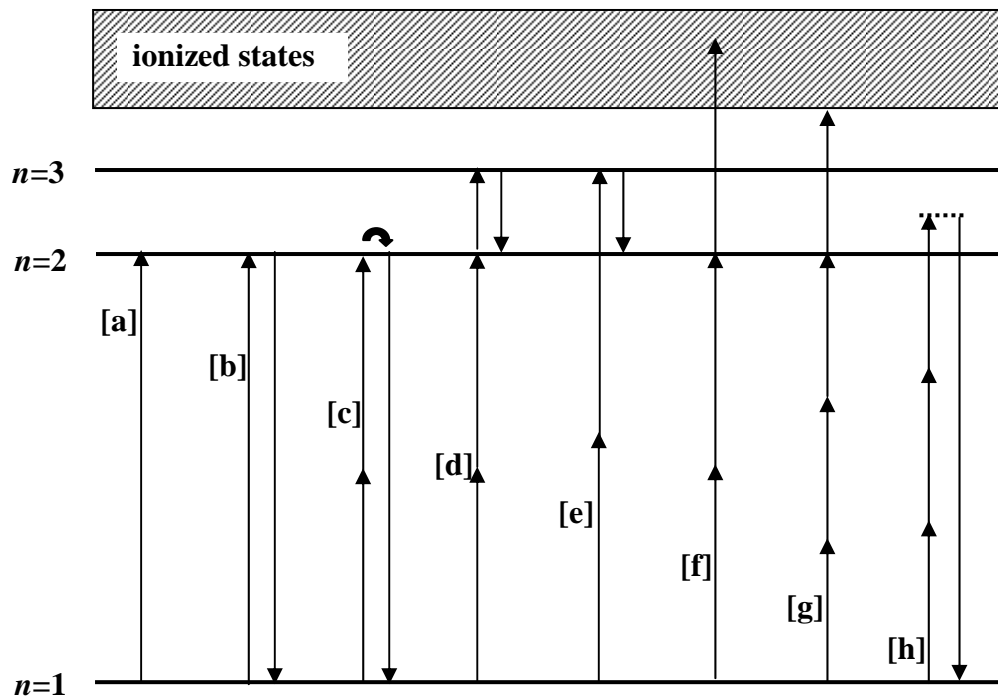 ionized states
n=3
n=2
[a]
[b]
[c]
[d]
[e]
[f]
[g]
[h]
n=1